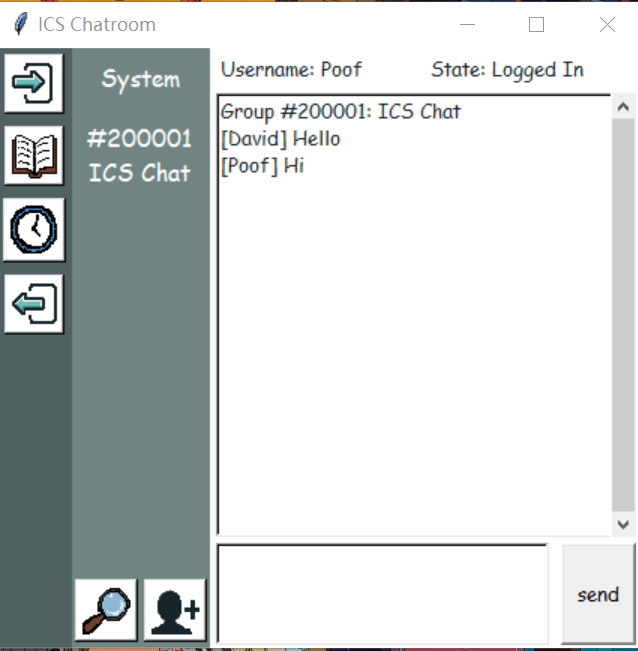 ICS Chatroom
System
#200001
ICS Chat
Username: Poof
State: Logged In
Group #200001: ICS Chat
[David] Hello
[Poof] Hi
send